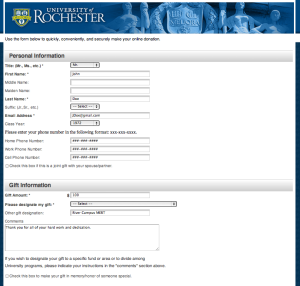 UNIVERSITY of
ROCHESTER
Use the form below to quickly, conveniently, and securely make your online donation.
Personal Information
Title: (Mr., Ms., etc.) * Mr.
First Name: * John
Middle Name:
Maiden Name:
Last Name: * Doe
Suffix: (Jr, Sr., etc.) -- Select --
Email Address * JDoe@gmail.com
Class Year: 1972
Please enter your phone number in the following format: xxx-xxx-xxxx.
Home Phone Number: ###-###-####
Work Phone Number: ###-###-####
Cell Phone Number: ###-###-####
Check this box if this is a joint gift with your spouse/partner
Gift Information
Gift Amount: * $ 100
Please designate my gift: * -- Select --
Other gift designation: River Campus MERT
Comments
Thank you for all of your hard work and dedication.
If you wish to designate your gift to a specific fund or area or to divide among
University programs, please indicate your instructions in the "comments" section above
Check this box to make your gift in memory/honor of someone special